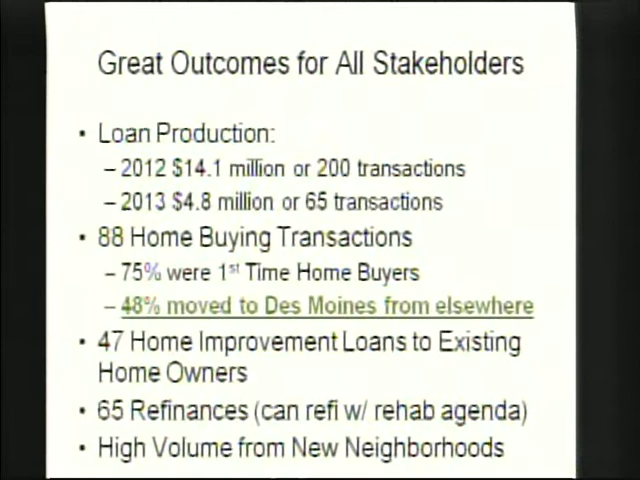 Great Outcomes for All Stakeholders
• Loan Production:
– 2012 $14.1 million or 200 transactions
– 2013 $4.8 million or 65 transactions
• 88 Home Buying Transactions
– 75% were 1st Time Home Buyers
– 48% moved to Des Moines from elsewhere
• 47 Home Improvement Loans to Existing
Home Owners
• 65 Refinances (can refi w/ rehab agenda)
• High Volume from New Neighborhoods